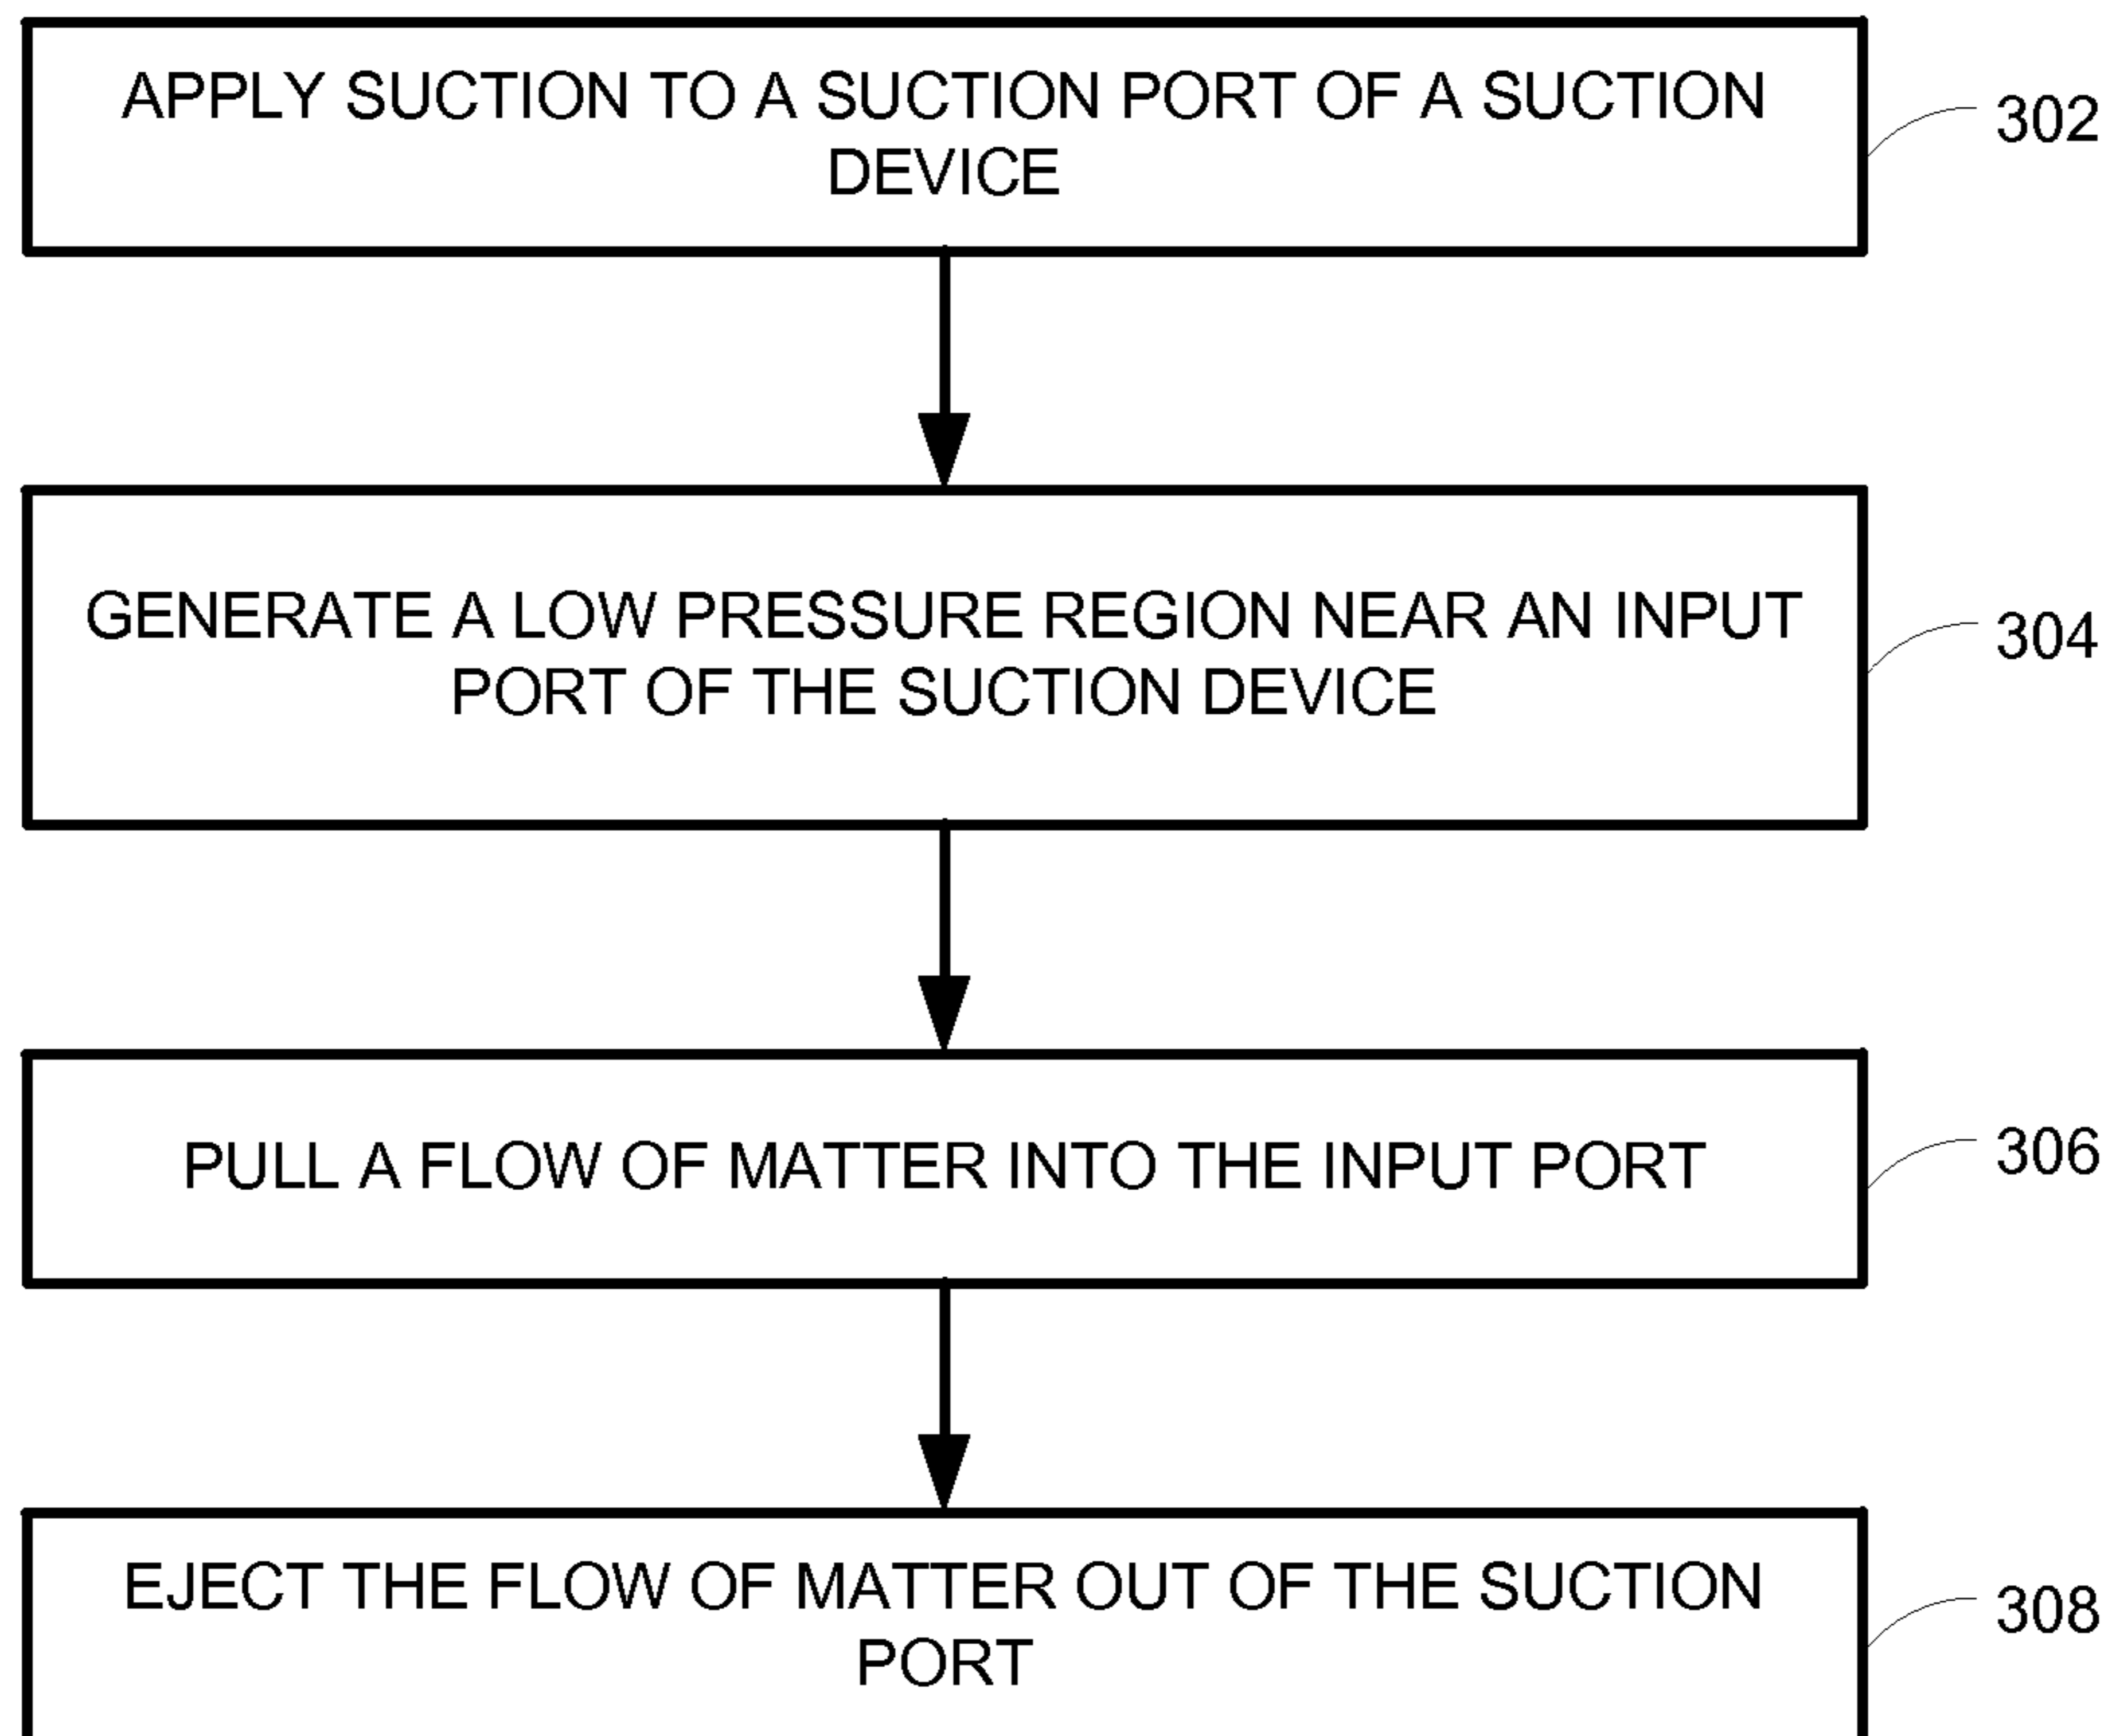 APPLY SUCTION TO A SUCTION PORT OF A SUCTION
DEVICE
302
GENERATE A LOW PRESSURE REGION NEAR AN INPUT
PORT OF THE SUCTION DEVICE
304
PULL A FLOW OF MATTER INTO THE INPUT PORT
306
EJECT THE FLOW OF MATTER OUT OF THE SUCTION
PORT
308